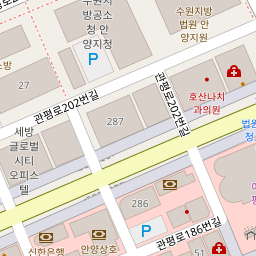 수원지
방공소
청 안
양지청
P
수원지방
법원 안
양지원
27
관평로202번길
관평로202번길
호산나치
과의원
287
세방
글로벌
시티
오피스
텔
286
P
관평로186번길
신한은행
안양상호
51